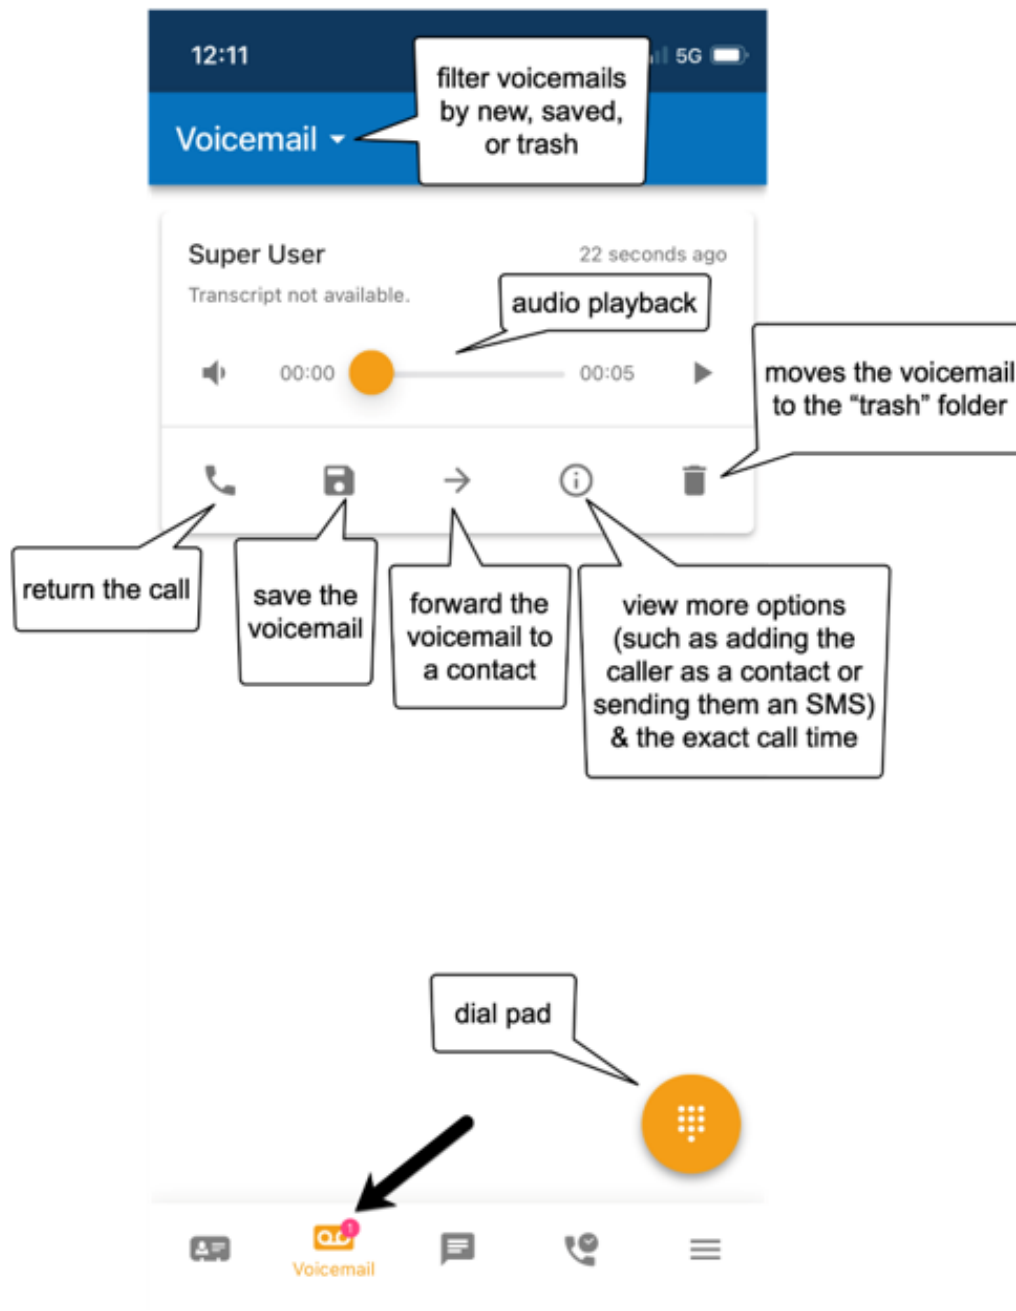 12:11
5G
filter voicemails
by new, saved,
or trash
Voicemail
Super User
22 seconds ago
Transcript not available.
audio playback
00:00
00:05
moves the voicemail
to the “trash” folder
return the call
save the
voicemail
forward the
voicemail to
a contact
view more options
(such as adding the
caller as a contact or
sending them an SMS)
& the exact call time
dial pad
1
Voicemail